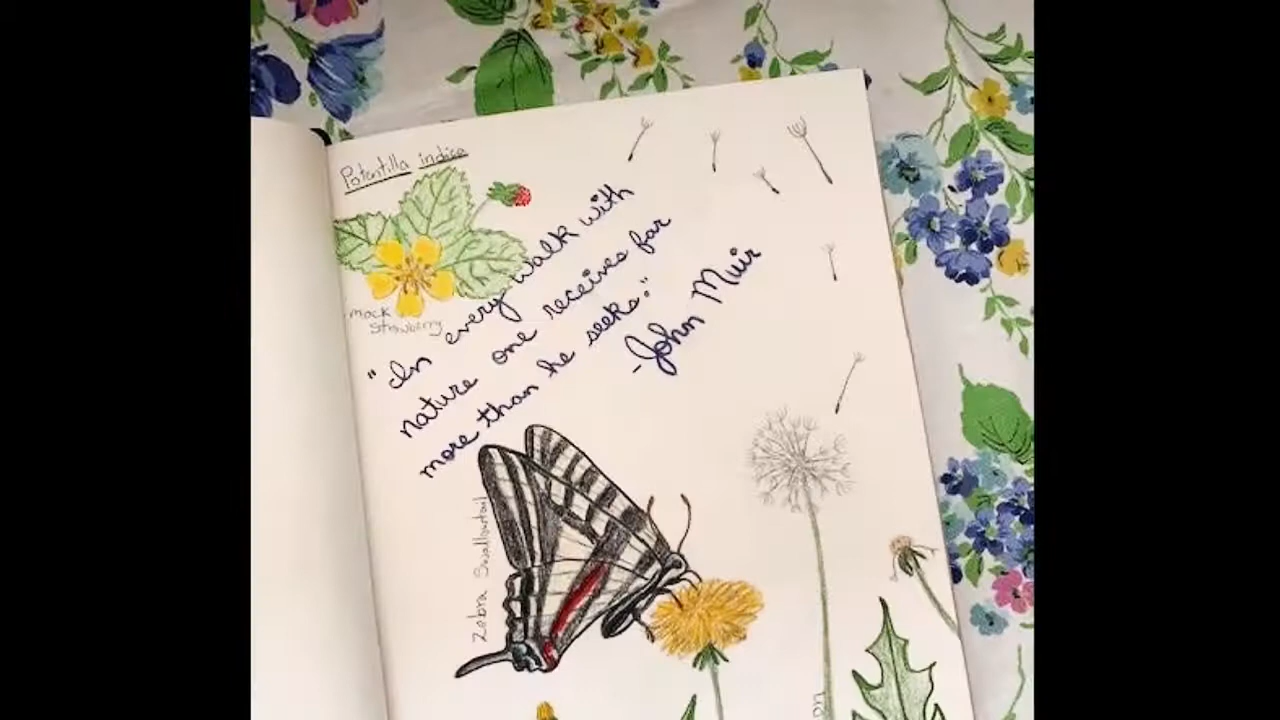 Potentilla indica
mock
strawberry
"In every walk with
nature one receives far
more than he seeks."
-John Muir
Zebra Swallowtail